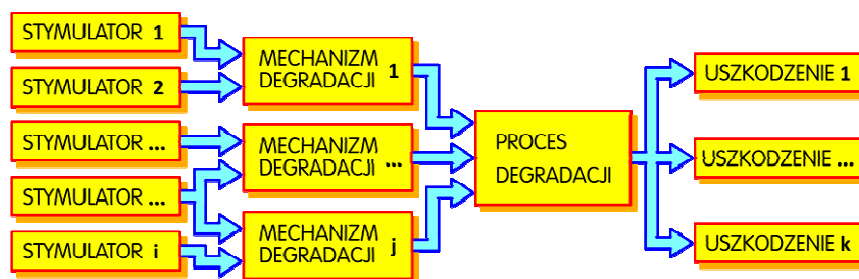 STYMULATOR 1
STYMULATOR 2
STYMULATOR ...
STYMULATOR ...
STYMULATOR i
MECHANIZM
DEGRADACJI 1
MECHANIZM
DEGRADACJI ...
MECHANIZM
DEGRADACJI j
PROCES
DEGRADACJI
USZKODZENIE 1
USZKODZENIE ...
USZKODZENIE k